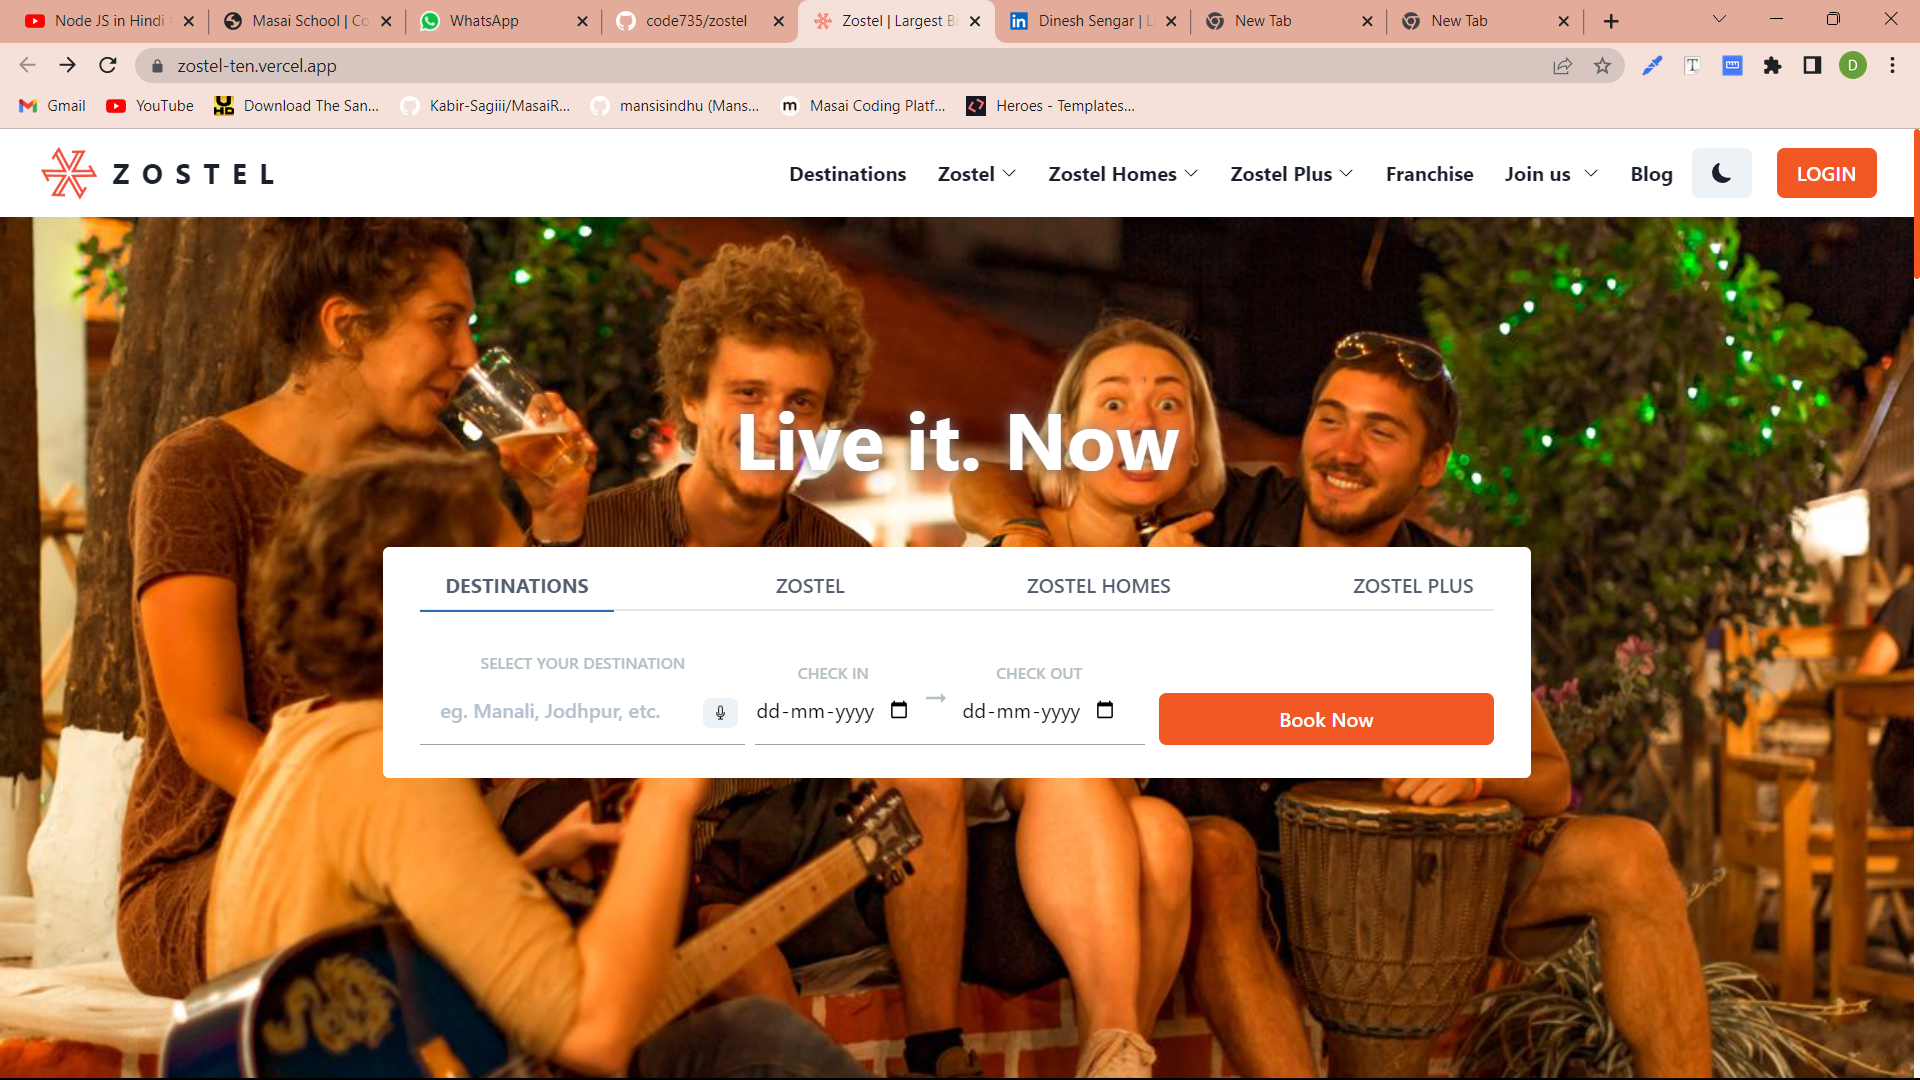 Node JS in Hindi
Masai School | Co
WhatsApp
code735/zostel
Zostel | Largest B
Dinesh Sengar | L
New Tab
New Tab
zostel-ten.vercel.app
D
Gmail
YouTube
Download The San...
Kabir-Sagiii/MasaiR...
mansisindhu (Mans...
Masai Coding Platf...
Heroes - Templates...
ZOSTEL
Destinations
Zostel
Zostel Homes
Zostel Plus
Franchise
Join us
Blog
LOGIN
Live it. Now
DESTINATIONS
ZOSTEL
ZOSTEL HOMES
ZOSTEL PLUS
SELECT YOUR DESTINATION
CHECK IN
CHECK OUT
eg. Manali, Jodhpur, etc.
dd-mm-yyyy
dd-mm-yyyy
Book Now